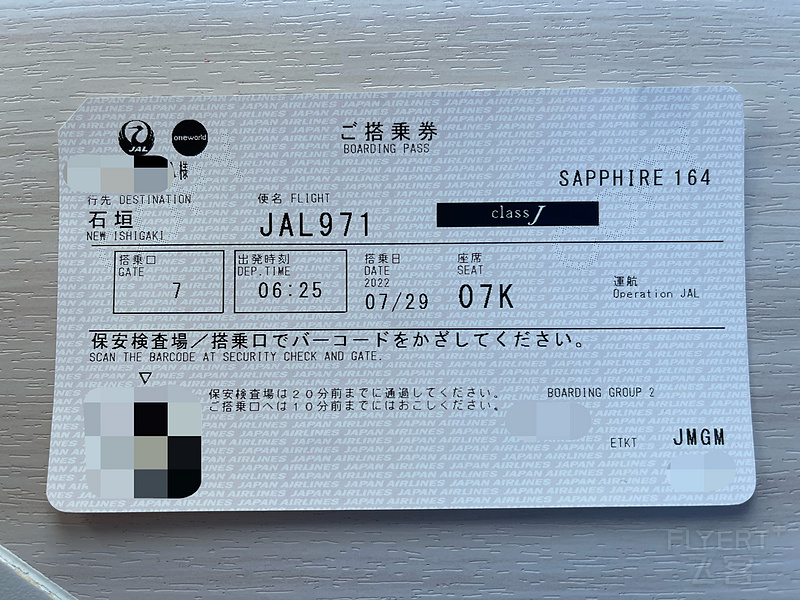 JAL
oneworld
ご搭乗券
BOARDING PASS
様
SAPPHIRE 164
行先 DESTINATION
石垣
NEW ISHIGAKI
使名 FLIGHT
JAL971
class J
搭乗口
GATE
7
出発時刻
DEP.TIME
06:25
搭乗日
DATE
2022
07/29
座席
SEAT
07K
運航
Operation JAL
保安検査場/搭乗口でバーコードをかざしてください。
SCAN THE BARCODE AT SECURITY CHECK AND GATE.
保安検査場は20分前までに通過してください。
ご搭乗口へは10分前までにはおこしください。
BOARDING GROUP 2
ETKT
JMGM
JAPAN AIRLINES
FLYERT
飞客